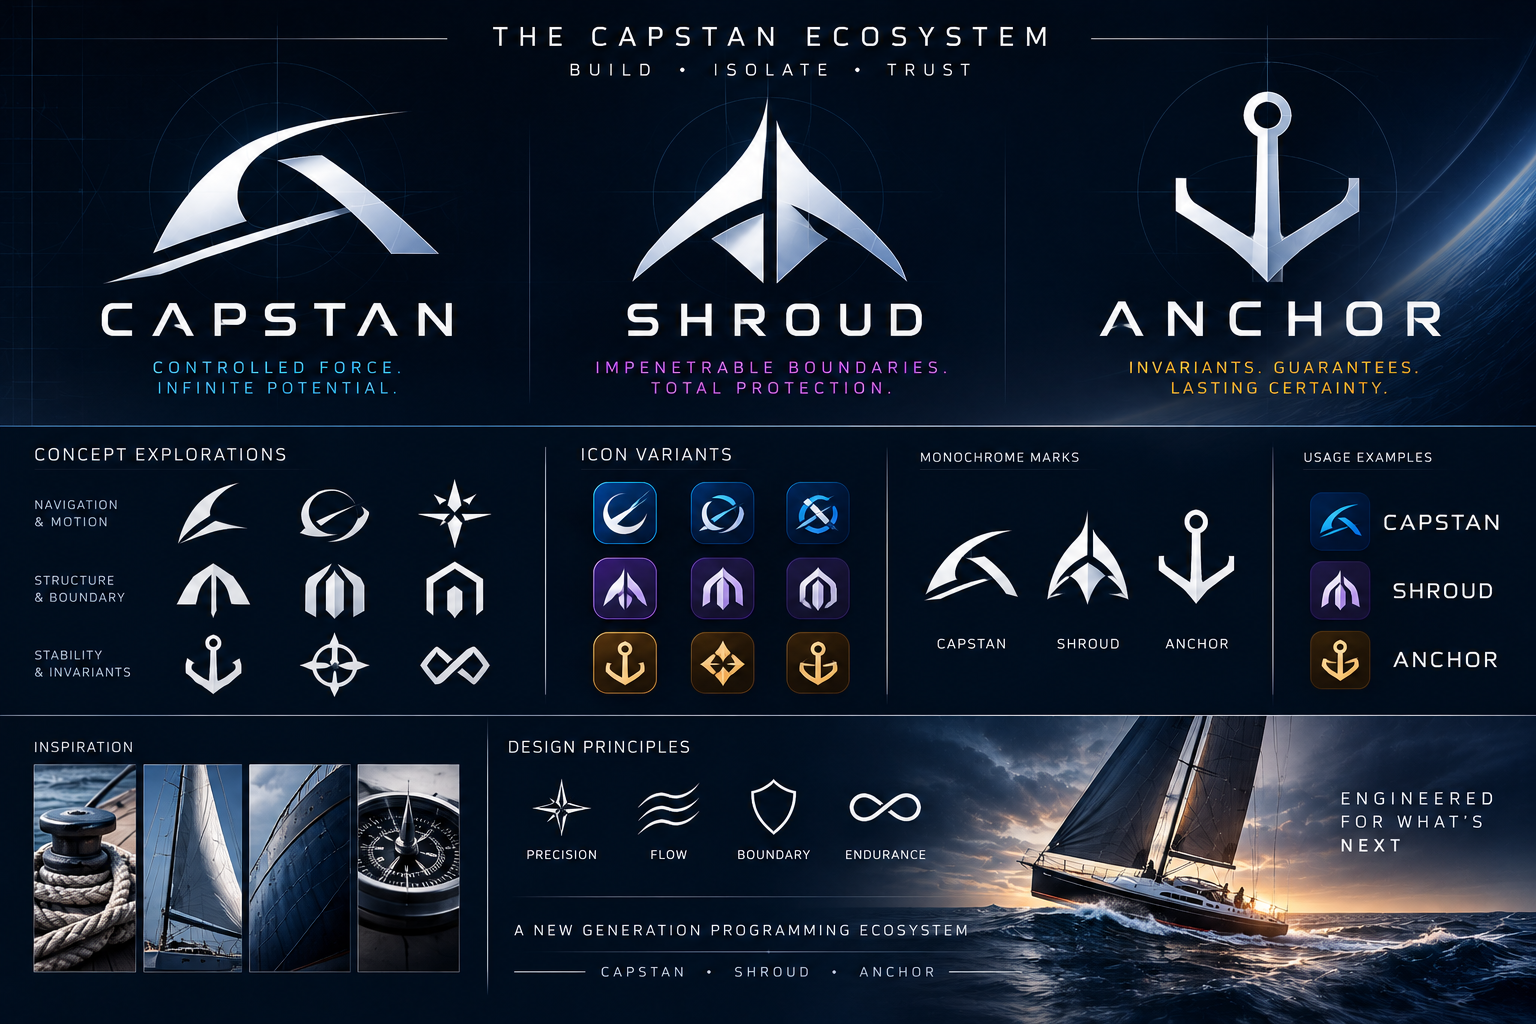 THE CAPSTAN ECOSYSTEM
BUILD • ISOLATE • TRUST
CAPSTAN
CONTROLLED FORCE.
INFINITE POTENTIAL.
SHROUD
IMPENETRABLE BOUNDARIES.
TOTAL PROTECTION.
ANCHOR
INVARIANTS. GUARANTEES.
LASTING CERTAINTY.
CONCEPT EXPLORATIONS
NAVIGATION
& MOTION
STRUCTURE
& BOUNDARY
STABILITY
& INVARIANTS
ICON VARIANTS
MONOCHROME MARKS
CAPSTAN
SHROUD
ANCHOR
USAGE EXAMPLES
CAPSTAN
SHROUD
ANCHOR
INSPIRATION
DESIGN PRINCIPLES
PRECISION
FLOW
BOUNDARY
ENDURANCE
A NEW GENERATION PROGRAMMING ECOSYSTEM
CAPSTAN • SHROUD • ANCHOR
ENGINEERED
FOR WHAT'S
NEXT